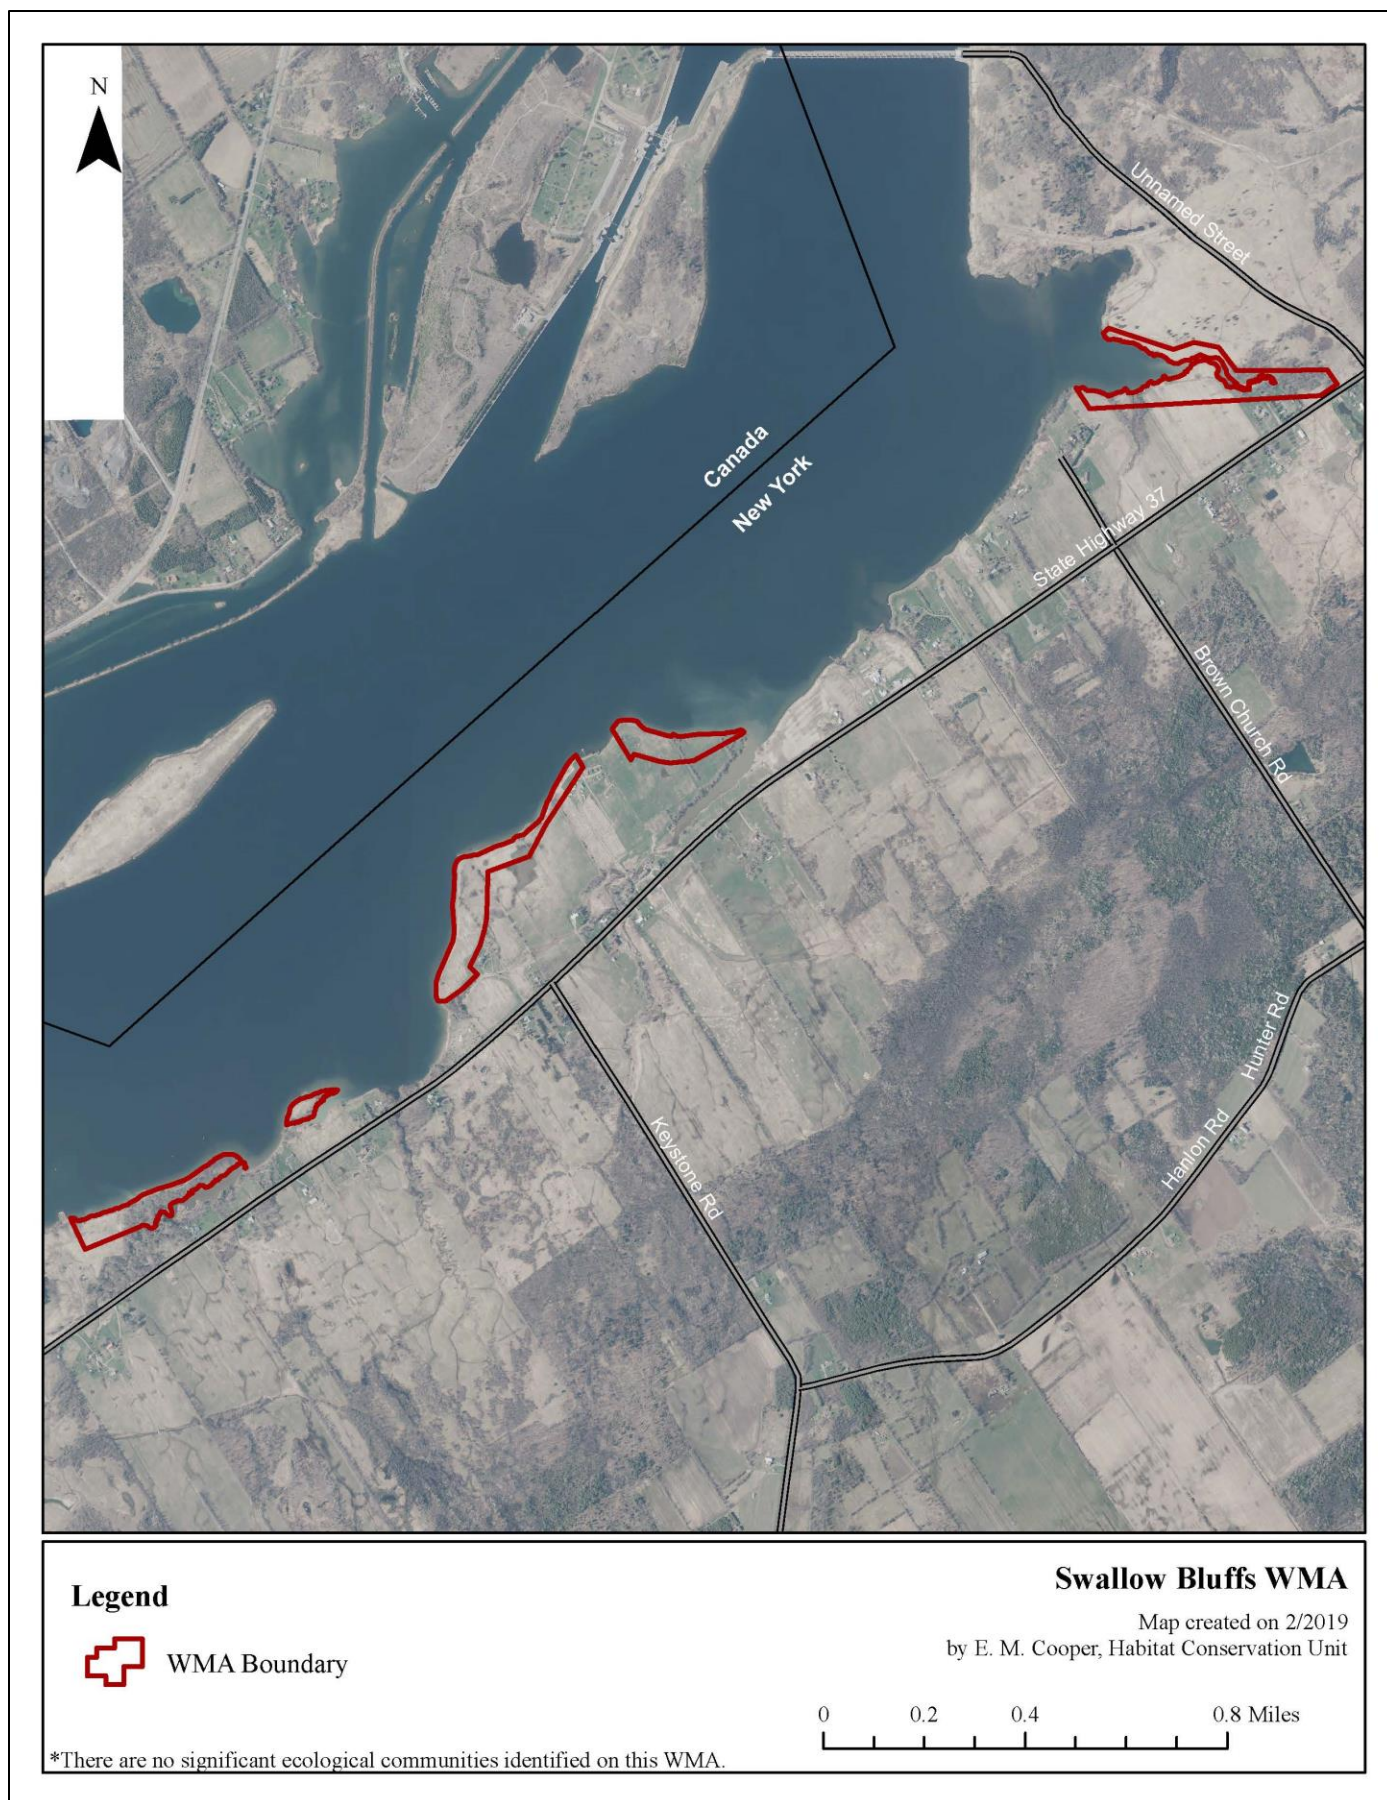 N
Unnamed Street
Canada
New York
State Highway 37
Brown Church Rd
Hunter Rd
Hanlon Rd
Keystone Rd
Legend
WMA Boundary
*There are no significant ecological communities identified on this WMA.
Swallow Bluffs WMA
Map created on 2/2019
by E. M. Cooper, Habitat Conservation Unit
0 0.2 0.4 0.8 Miles